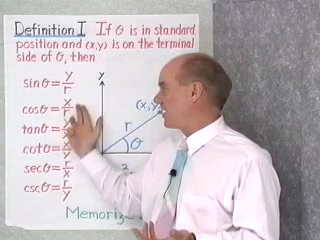 Definition I If θ is in standard
position and (x,y) is on the terminal
side of θ, then
sinθ = y/r
cosθ = x/r
tanθ = y/x
cotθ = x/y
secθ = r/x
cscθ = r/y
y
(x,y
r
θ
Memoriz